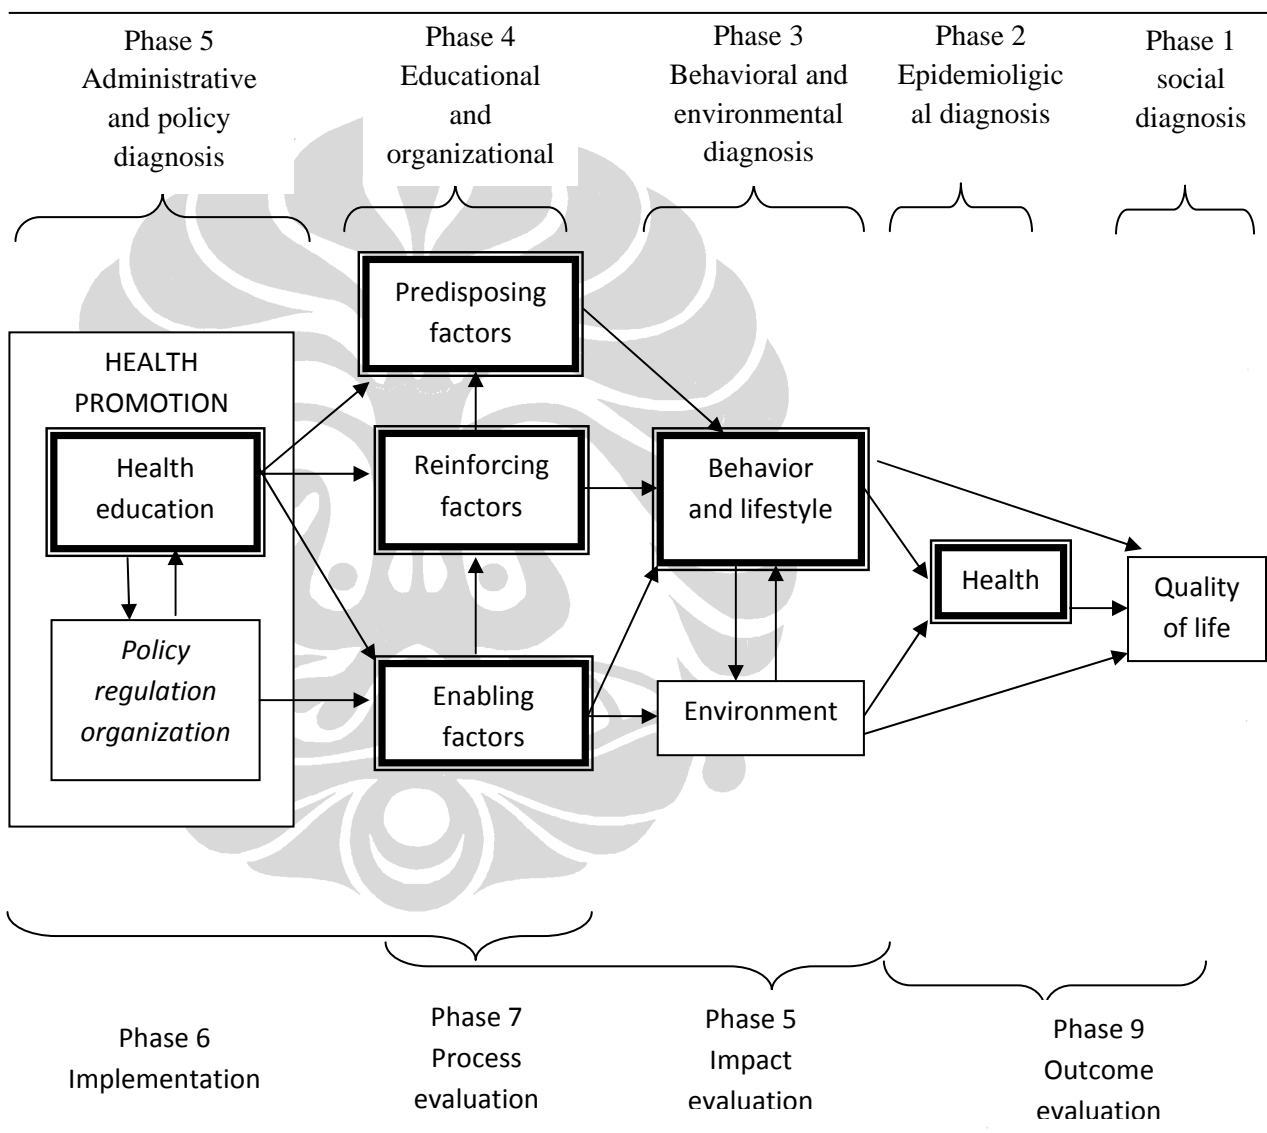 Phase 5
Administrative
and policy
diagnosis
Phase 4
Educational
and
organizational
Phase 3
Behavioral and
environmental
diagnosis
Phase 2
Epidemioligic
al diagnosis
Phase 1
social
diagnosis
HEALTH
PROMOTION
Health
education
Policy
regulation
organization
Predisposing
factors
Reinforcing
factors
Enabling
factors
Behavior
and lifestyle
Environment
Health
Quality
of life
Phase 6
Implementation
Phase 7
Process
evaluation
Phase 5
Impact
evaluation
Phase 9
Outcome
evaluation